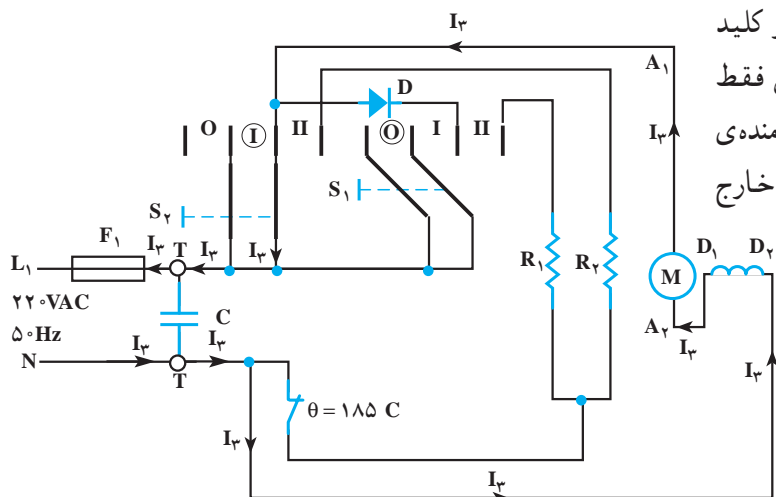 ر کلید
فقط
منده‌ی
خارج
I۳
A۱
I۳
D
O I II O I II
S۲
S۱
F۱
L۱ I۳ T I۳ I۳
R۱ R۲ M D۱ D۲
۲۲۰VAC
۵۰Hz
C
A۲ I۳
N I۳ T I۳
I۳
θ = ۱۸۵ C
I۳
I۳